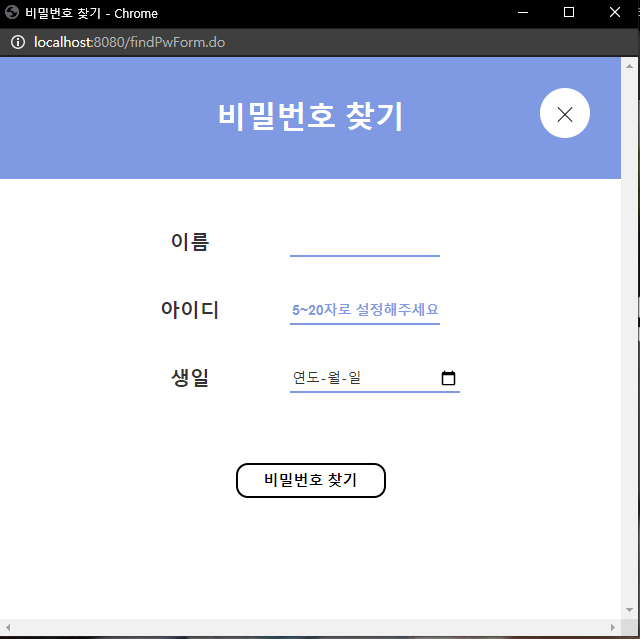 비밀번호 찾기 - Chrome
localhost:8080/findPwForm.do
비밀번호 찾기
이름
아이디 5~20자로 설정해주세요
생일 연도-월-일
비밀번호 찾기